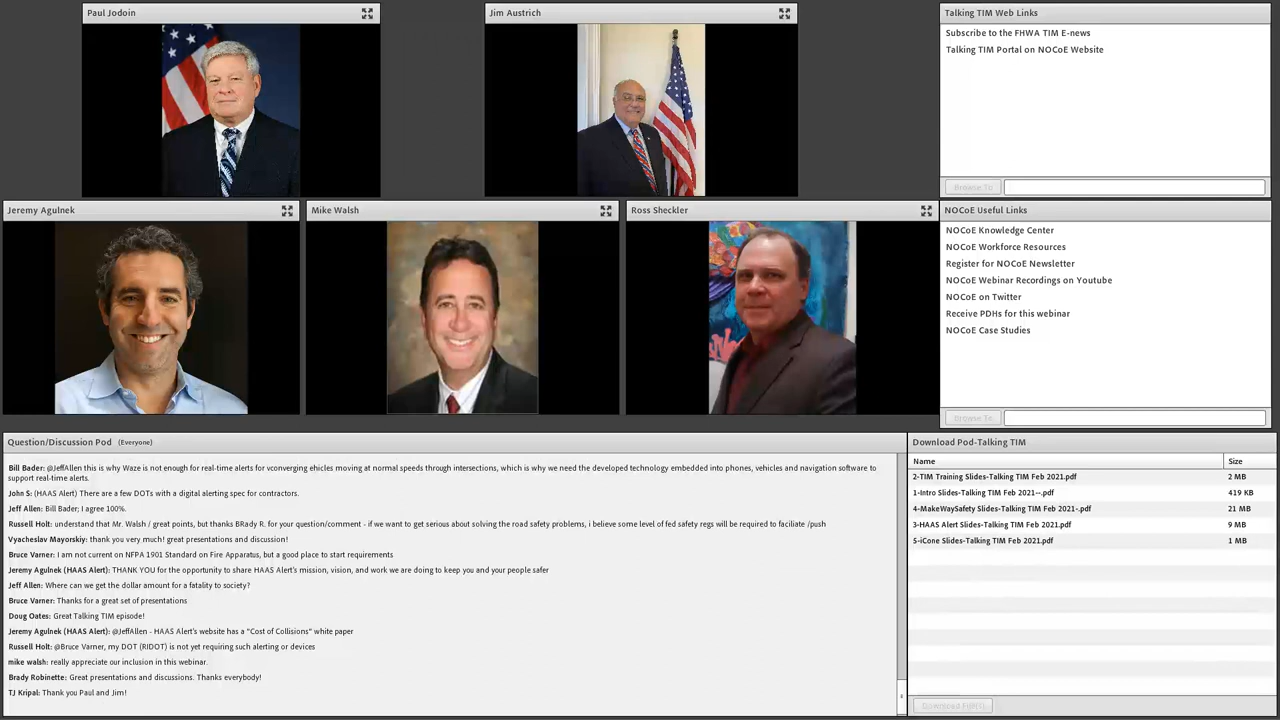 Paul Jodoin
Jim Austrich
Talking TIM Web Links
Subscribe to the FHWA TIM E-news
Talking TIM Portal on NOCoE Website
Browse To
Jeremy Agulnek
Mike Walsh
Ross Sheckler
NOCoE Useful Links
NOCoE Knowledge Center
NOCoE Workforce Resources
Register for NOCoE Newsletter
NOCoE Webinar Recordings on Youtube
NOCoE on Twitter
Receive PDHs for this webinar
NOCoE Case Studies
Browse To
Question/Discussion Pod (Everyone)
Bill Bader: @JeffAllen this is why Waze is not enough for real-time alerts for vconverging ehicles moving at normal speeds through intersections, which is why we need the developed technology embedded into phones, vehicles and navigation software to
support real-time alerts.
John S: (HAAS Alert) There are a few DOTs with a digital alerting spec for contractors.
Jeff Allen: Bill Bader; I agree 100%.
Russell Holt: understand that Mr. Walsh / great points, but thanks BRady R. for your question/comment - if we want to get serious about solving the road safety problems, i believe some level of fed safety regs will be required to faciliate /push
Vyacheslav Mayorskiy: thank you very much! great presentations and discussion!
Bruce Varner: I am not current on NFPA 1901 Standard on Fire Apparatus, but a good place to start requirements
Jeremy Agulnek (HAAS Alert): THANK YOU for the opportunity to share HAAS Alert's mission, vision, and work we are doing to keep you and your people safer
Jeff Allen: Where can we get the dollar amount for a fatality to society?
Bruce Varner: Thanks for a great set of presentations
Doug Oates: Great Talking TIM episode!
Jeremy Agulnek (HAAS Alert): @JeffAllen - HAAS Alert's website has a "Cost of Collisions" white paper
Russell Holt: @Bruce Varner, my DOT (RIDOT) is not yet requiring such alerting or devices
mike walsh: really appreciate our inclusion in this webinar.
Brady Robinette: Great presentations and discussions. Thanks everybody!
TJ Kripal: Thank you Paul and Jim!
Download Pod-Talking TIM
Name Size
2-TIM Training Slides-Talking TIM Feb 2021.pdf 2 MB
1-Intro Slides-Talking TIM Feb 2021--.pdf 419 KB
4-MakeWaySafety Slides-Talking TIM Feb 2021-.pdf 21 MB
3-HAAS Alert Slides-Talking TIM Feb 2021.pdf 9 MB
5-iCone Slides-Talking TIM Feb 2021.pdf 1 MB
Download File(s)